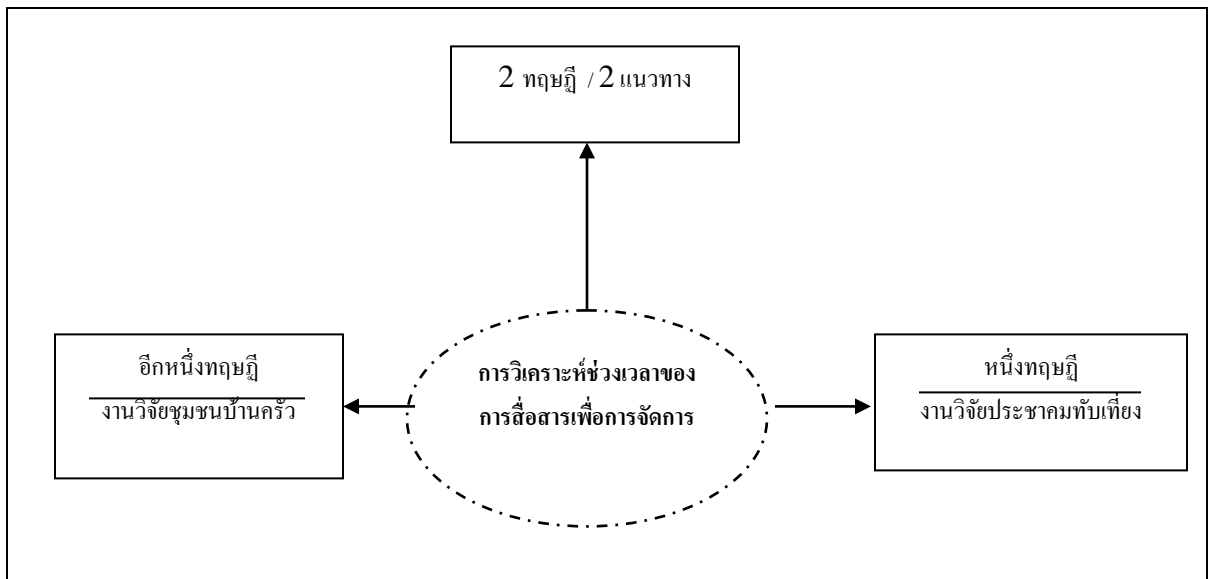 2 ทฤษฎี / 2 แนวทาง
อีกหนึ่งทฤษฎี
งานวิจัยชุมชนบ้านครัว
การวิเคราะห์ช่วงเวลาของ
การสื่อสารเพื่อการจัดการ
หนึ่งทฤษฎี
งานวิจัยประชาคมทับเที่ยง